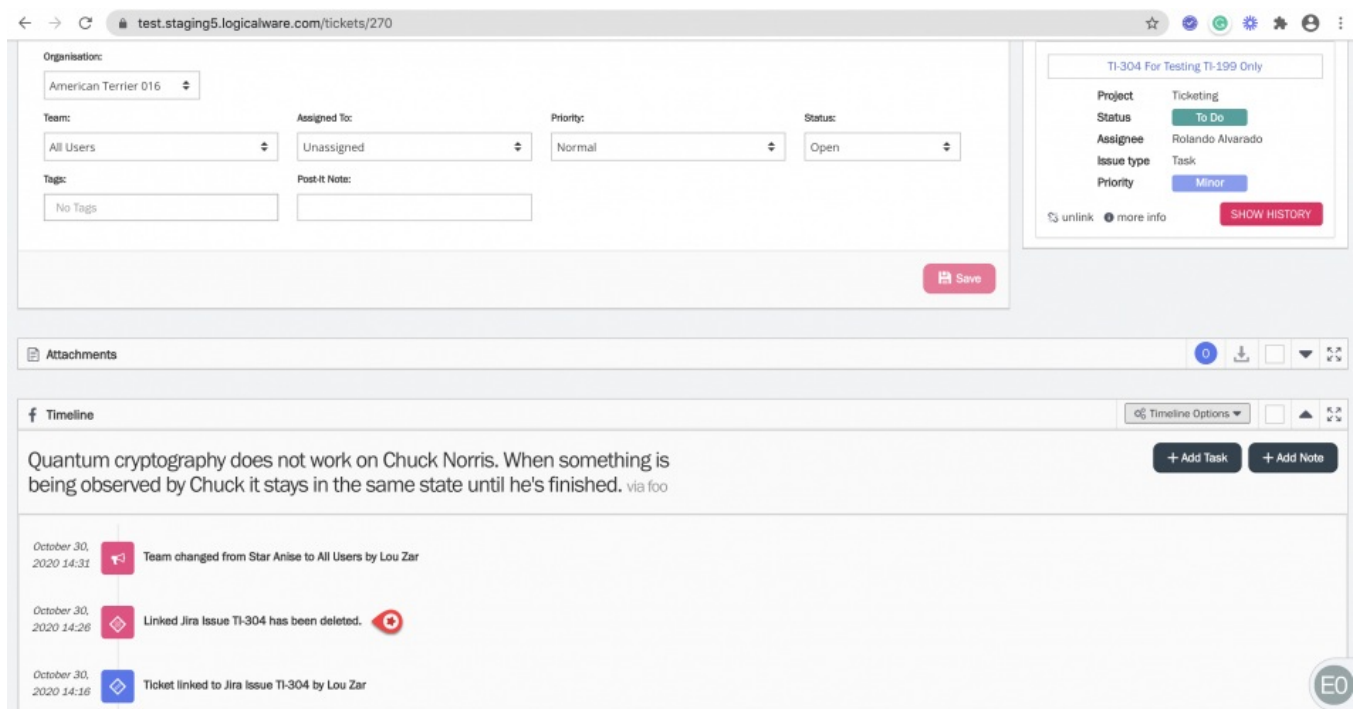 test.staging5.logicalware.com/tickets/270
Organisation:
American Terrier 016
Team:
Assigned To:
Priority:
Status:
All Users
Unassigned
Normal
Open
Tags:
Post-It Note:
No Tags
Save
TI-304 For Testing TI-199 Only
Project Ticketing
Status To Do
Assignee Rolando Alvarado
Issue type Task
Priority Minor
unlink more info SHOW HISTORY
Attachments
0
Timeline
Timeline Options
Quantum cryptography does not work on Chuck Norris. When something is
being observed by Chuck it stays in the same state until he's finished. via foo
+ Add Task
+ Add Note
October 30,
2020 14:31
Team changed from Star Anise to All Users by Lou Zar
October 30,
2020 14:26
Linked Jira Issue TI-304 has been deleted.
October 30,
2020 14:16
Ticket linked to Jira Issue TI-304 by Lou Zar
E0